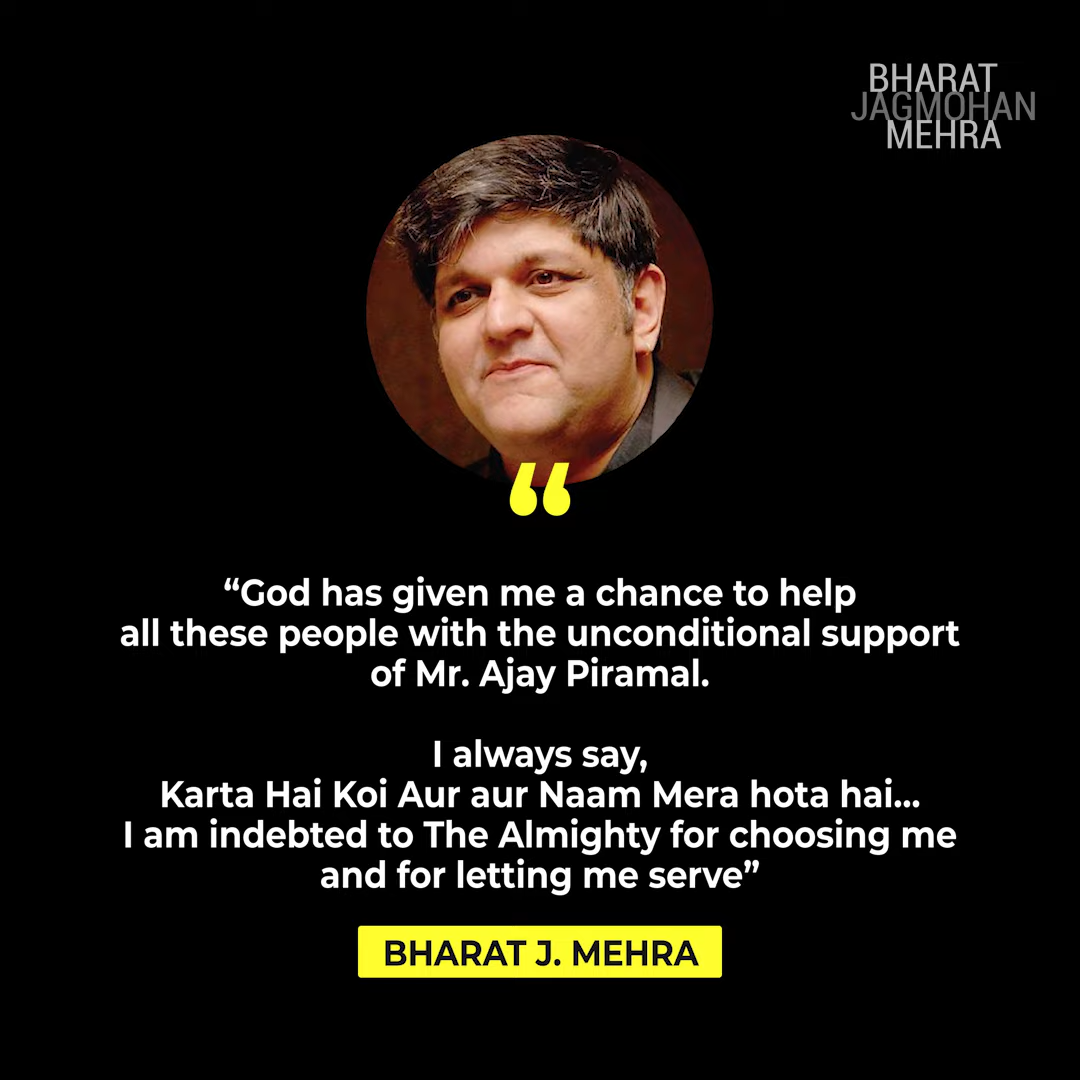 BHARAT
JAGMOHAN
MEHRA
“
“God has given me a chance to help
all these people with the unconditional support
of Mr. Ajay Piramal.
I always say,
Karta Hai Koi Aur aur Naam Mera hota hai...
I am indebted to The Almighty for choosing me
and for letting me serve”
BHARAT J. MEHRA